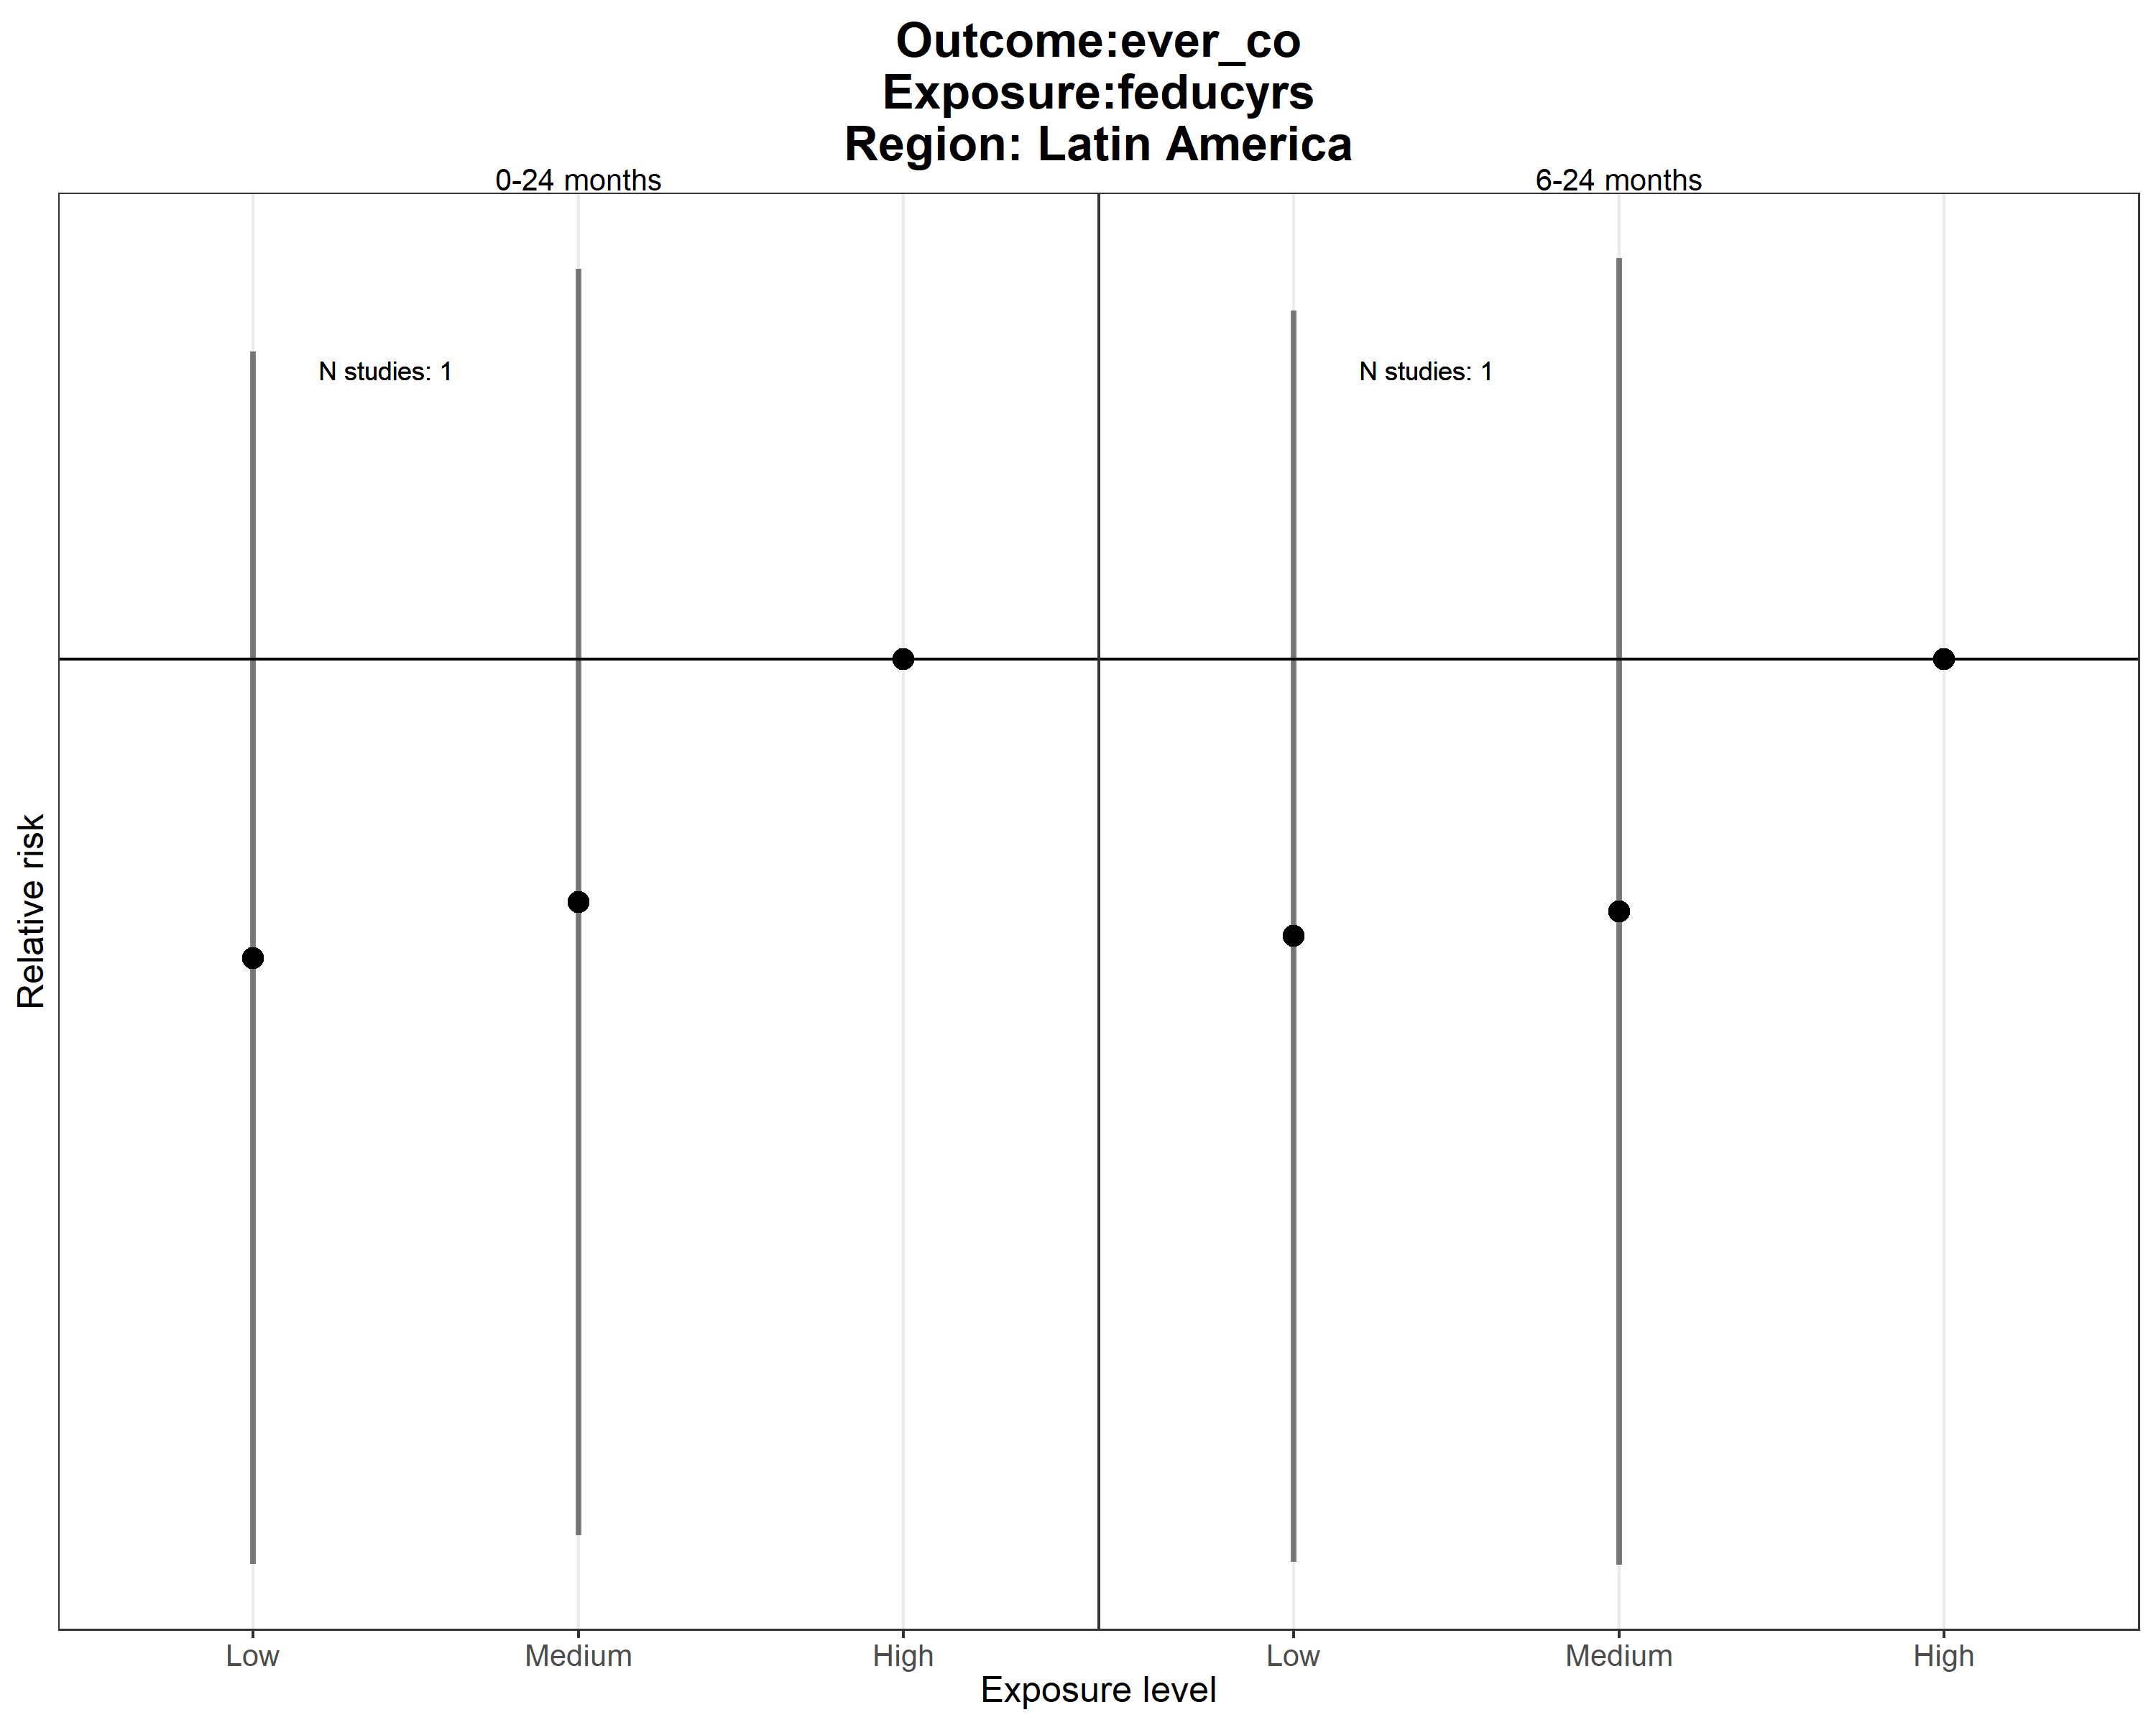 Outcome:ever_co
Exposure:feducyrs
Region: Latin America
0-24 months
6-24 months
N studies: 1
N studies: 1
Relative risk
Low
Medium
High
Low
Medium
High
Exposure level